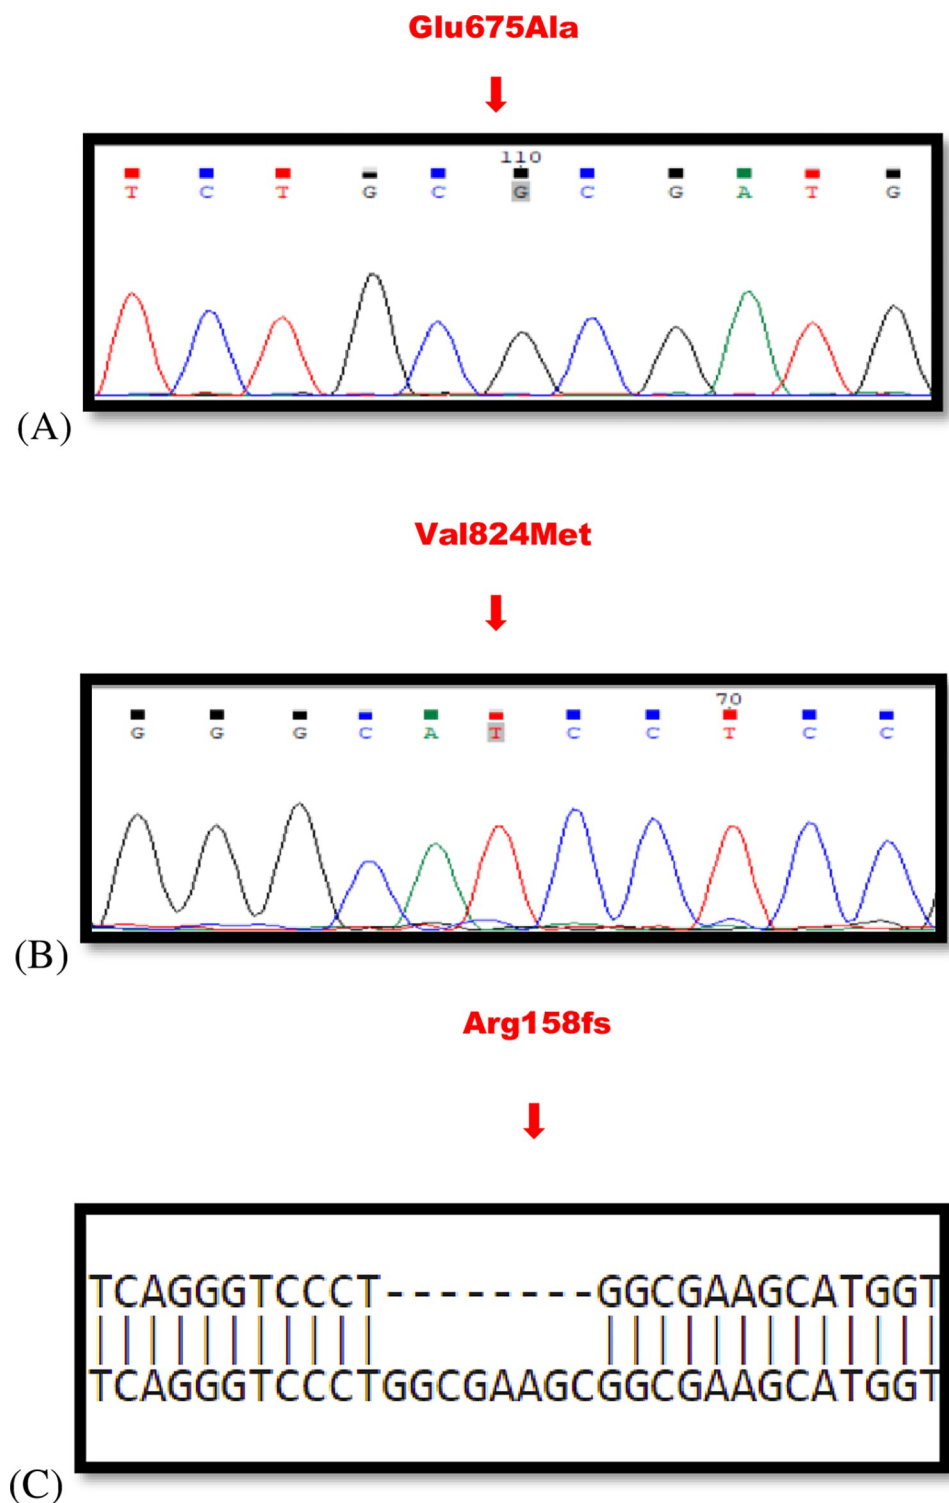 Glu675Ala
110
T C T G C G C G A T G
(A)
Val824Met
70
G G G C A T C C T C C
(B)
Arg158fs
TCAGGGTCCCT--------GGCGAAGCATGGT
TCAGGGTCCCTGGCGAAGCGGCGAAGCATGGT
(C)